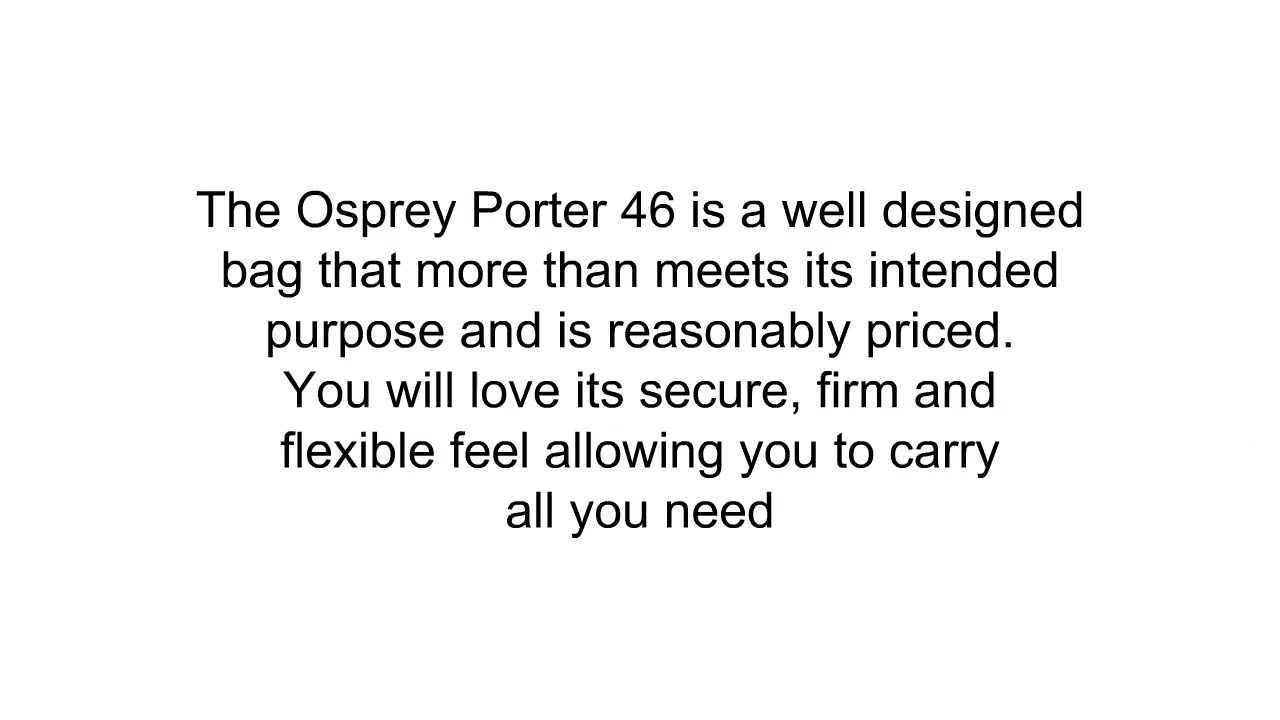 The Osprey Porter 46 is a well designed
bag that more than meets its intended
purpose and is reasonably priced.
You will love its secure, firm and
flexible feel allowing you to carry
all you need